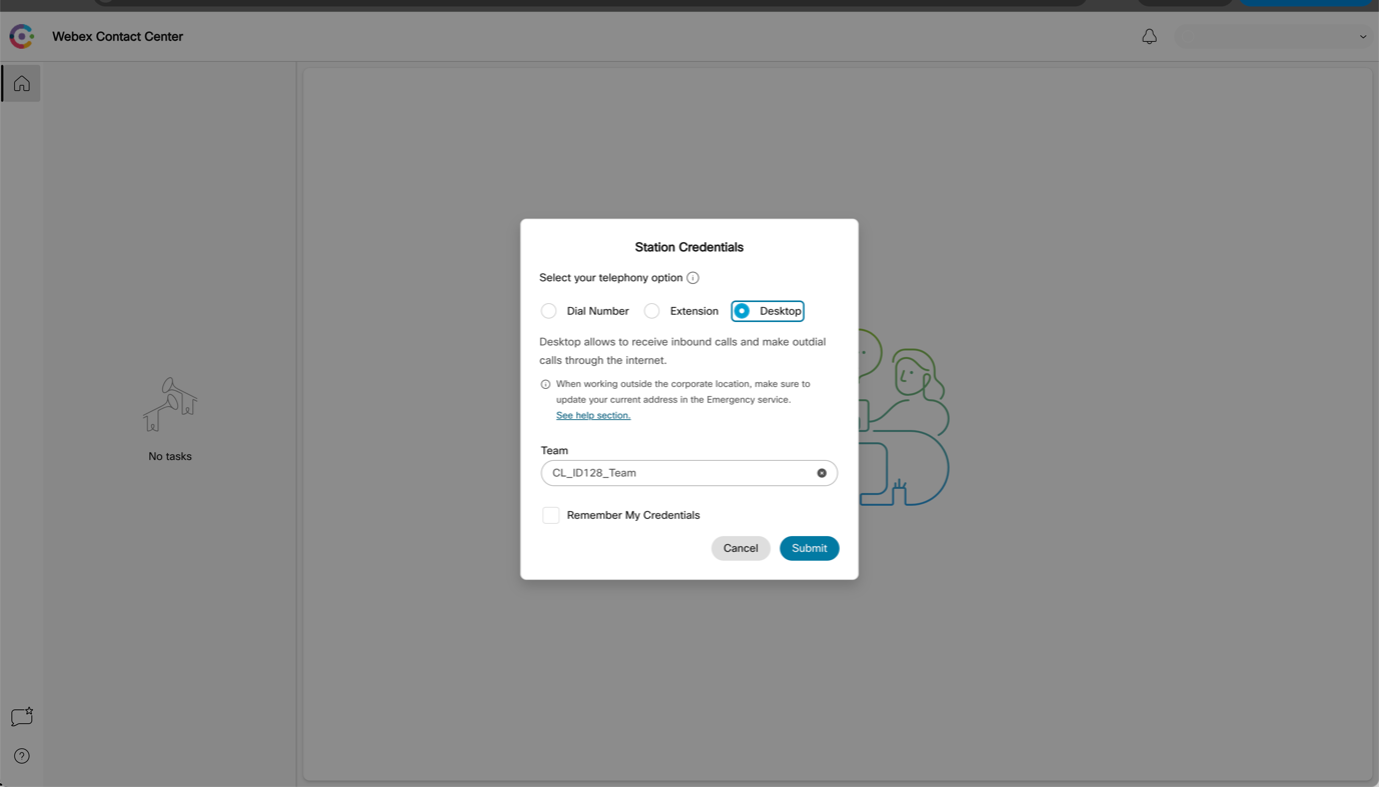 Webex Contact Center
No tasks
Station Credentials
Select your telephony option
Dial Number Extension Desktop
Desktop allows to receive inbound calls and make outdial
calls through the internet.
When working outside the corporate location, make sure to
update your current address in the Emergency service.
See help section.
Team
CL_ID128_Team
Remember My Credentials
Cancel Submit